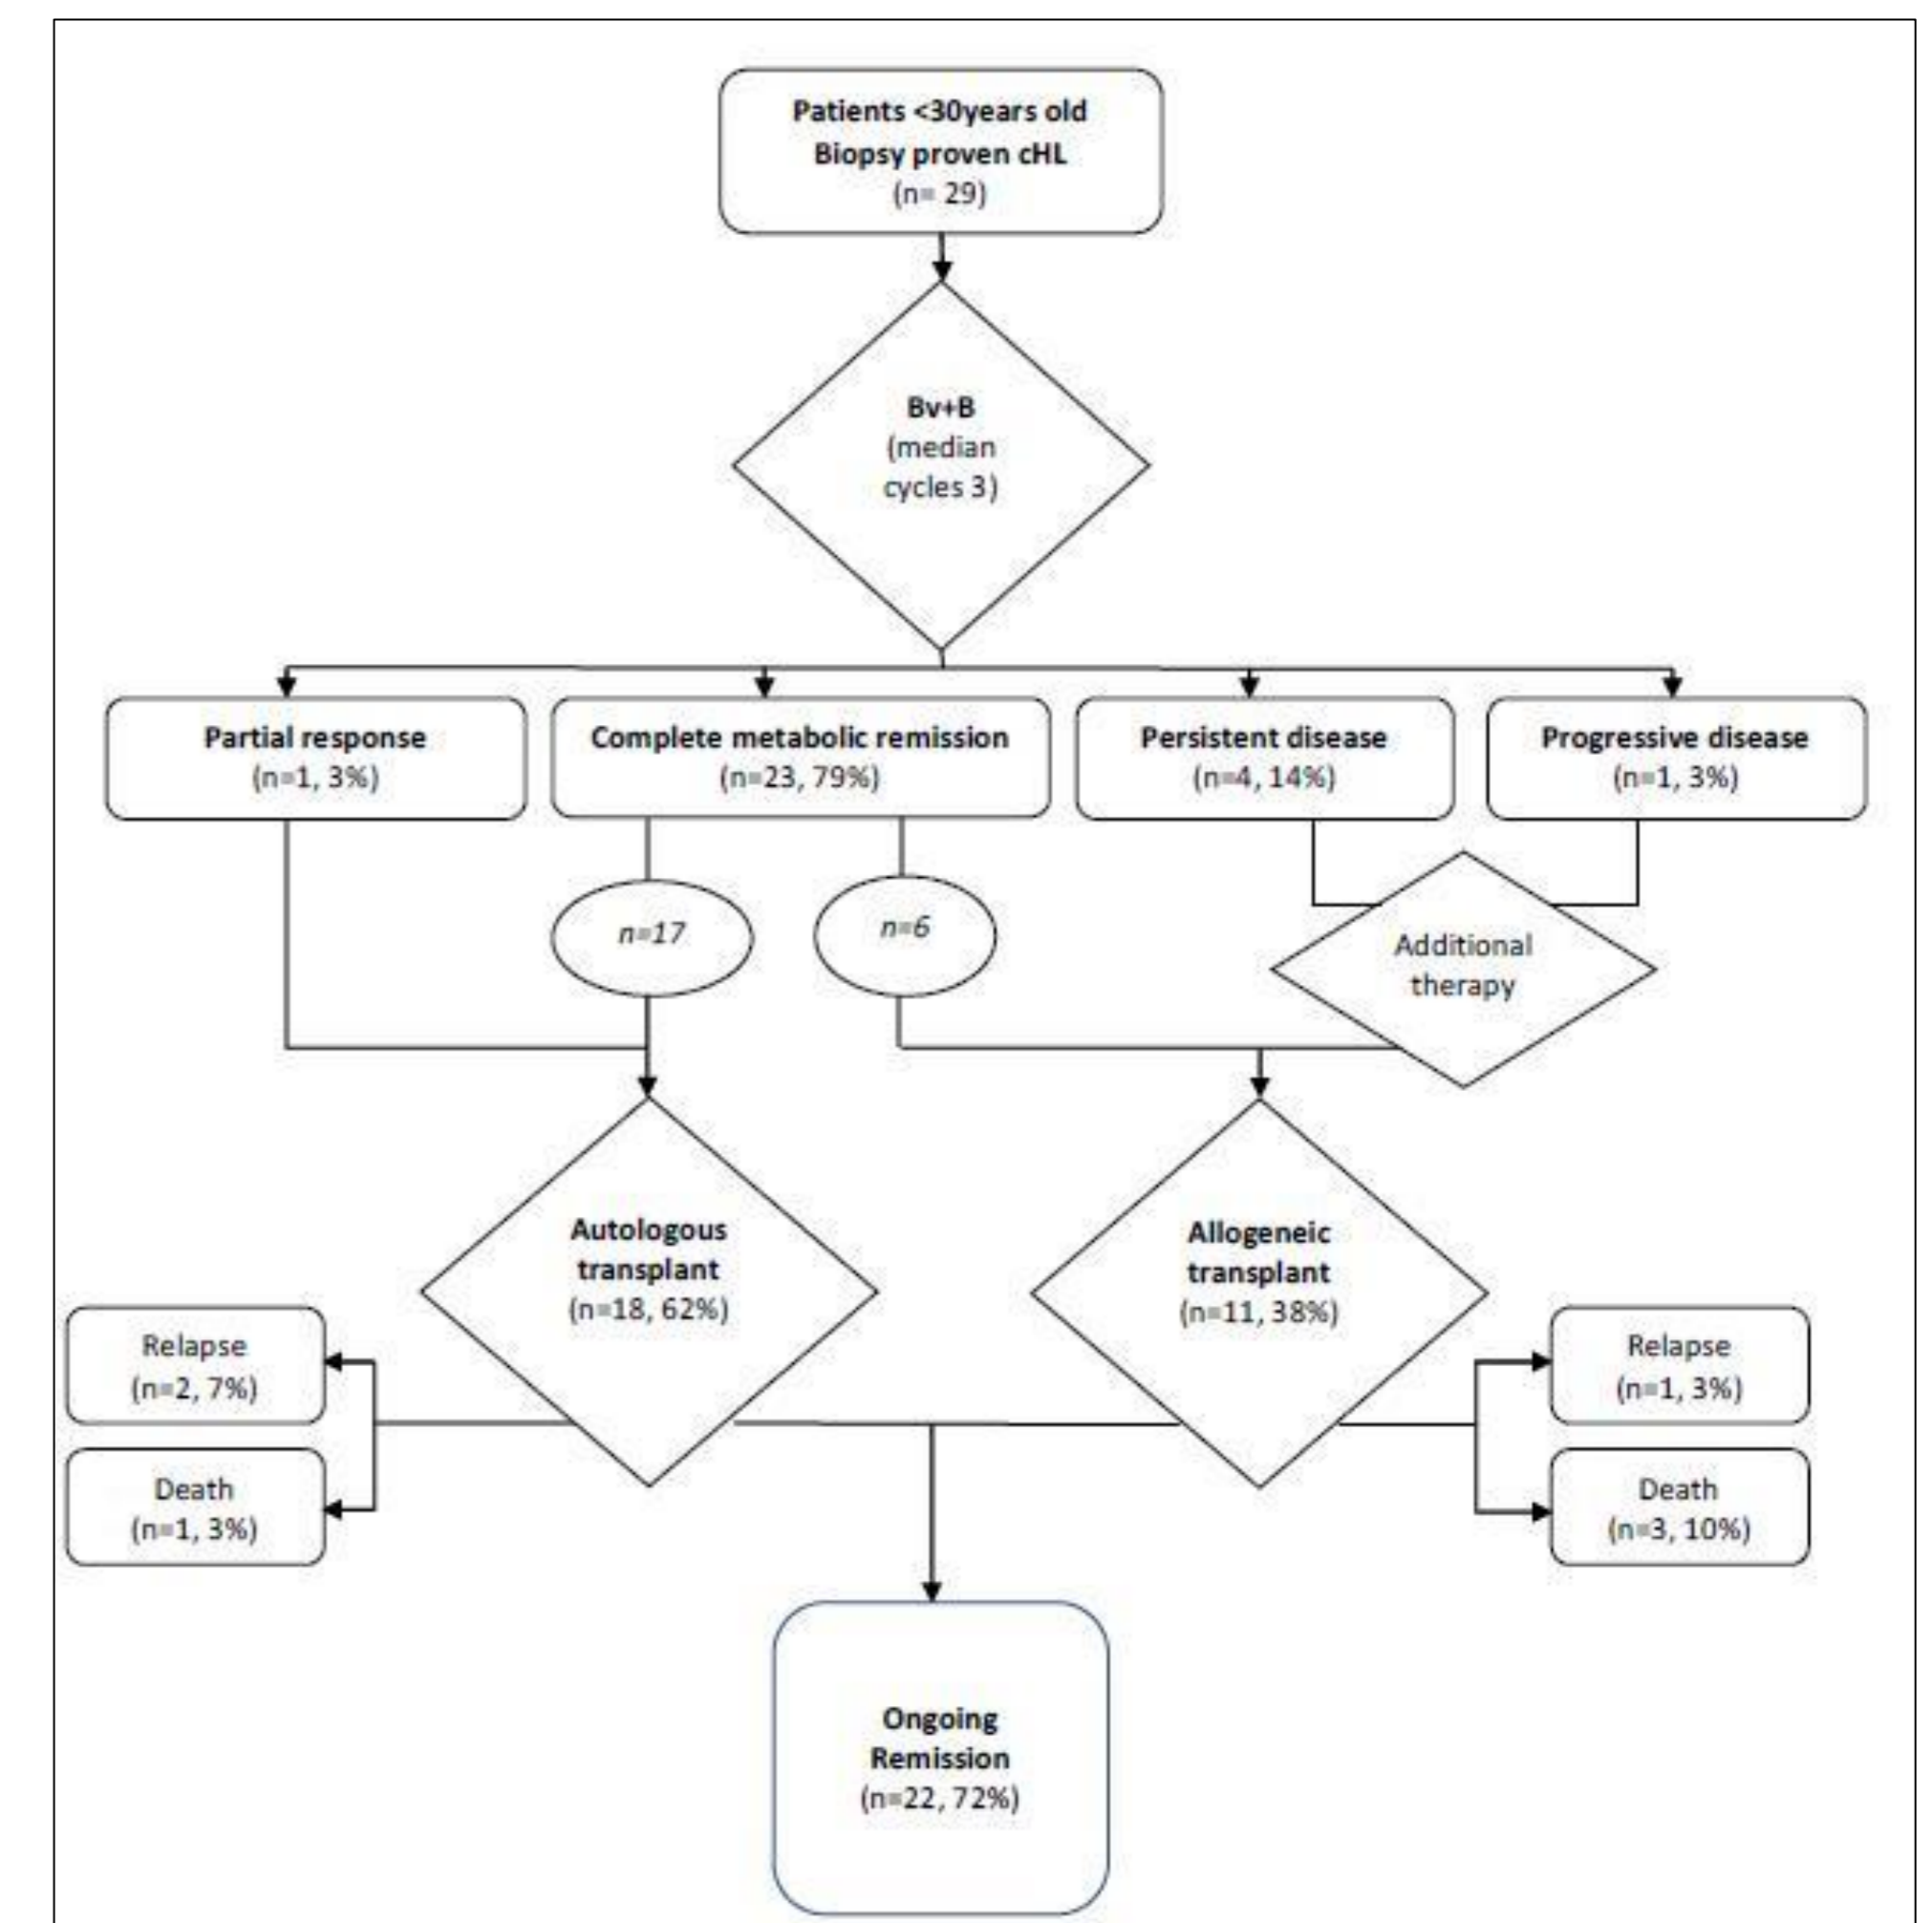 Patients <30years old
Biopsy proven cHL
(n= 29)
Bv+B
(median
cycles 3)
Partial response
(n=1, 3%)
Complete metabolic remission
(n=23, 79%)
Persistent disease
(n=4, 14%)
Progressive disease
(n=1, 3%)
n=17
n=6
Additional
therapy
Autologous
transplant
(n=18, 62%)
Allogeneic
transplant
(n=11, 38%)
Relapse
(n=2, 7%)
Death
(n=1, 3%)
Relapse
(n=1, 3%)
Death
(n=3, 10%)
Ongoing
Remission
(n=22, 72%)